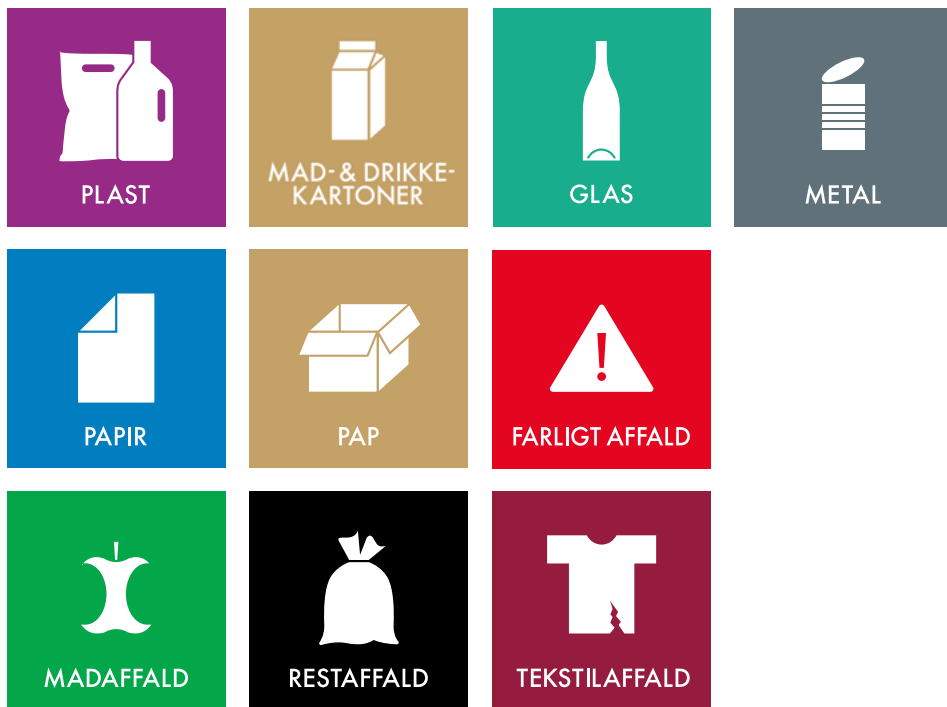 PLAST
MAD- & DRIKKE-
KARTONER
GLAS
METAL
PAPIR
PAP
!
FARLIGT AFFALD
MADAFFALD
RESTAFFALD
TEKSTILAFFALD